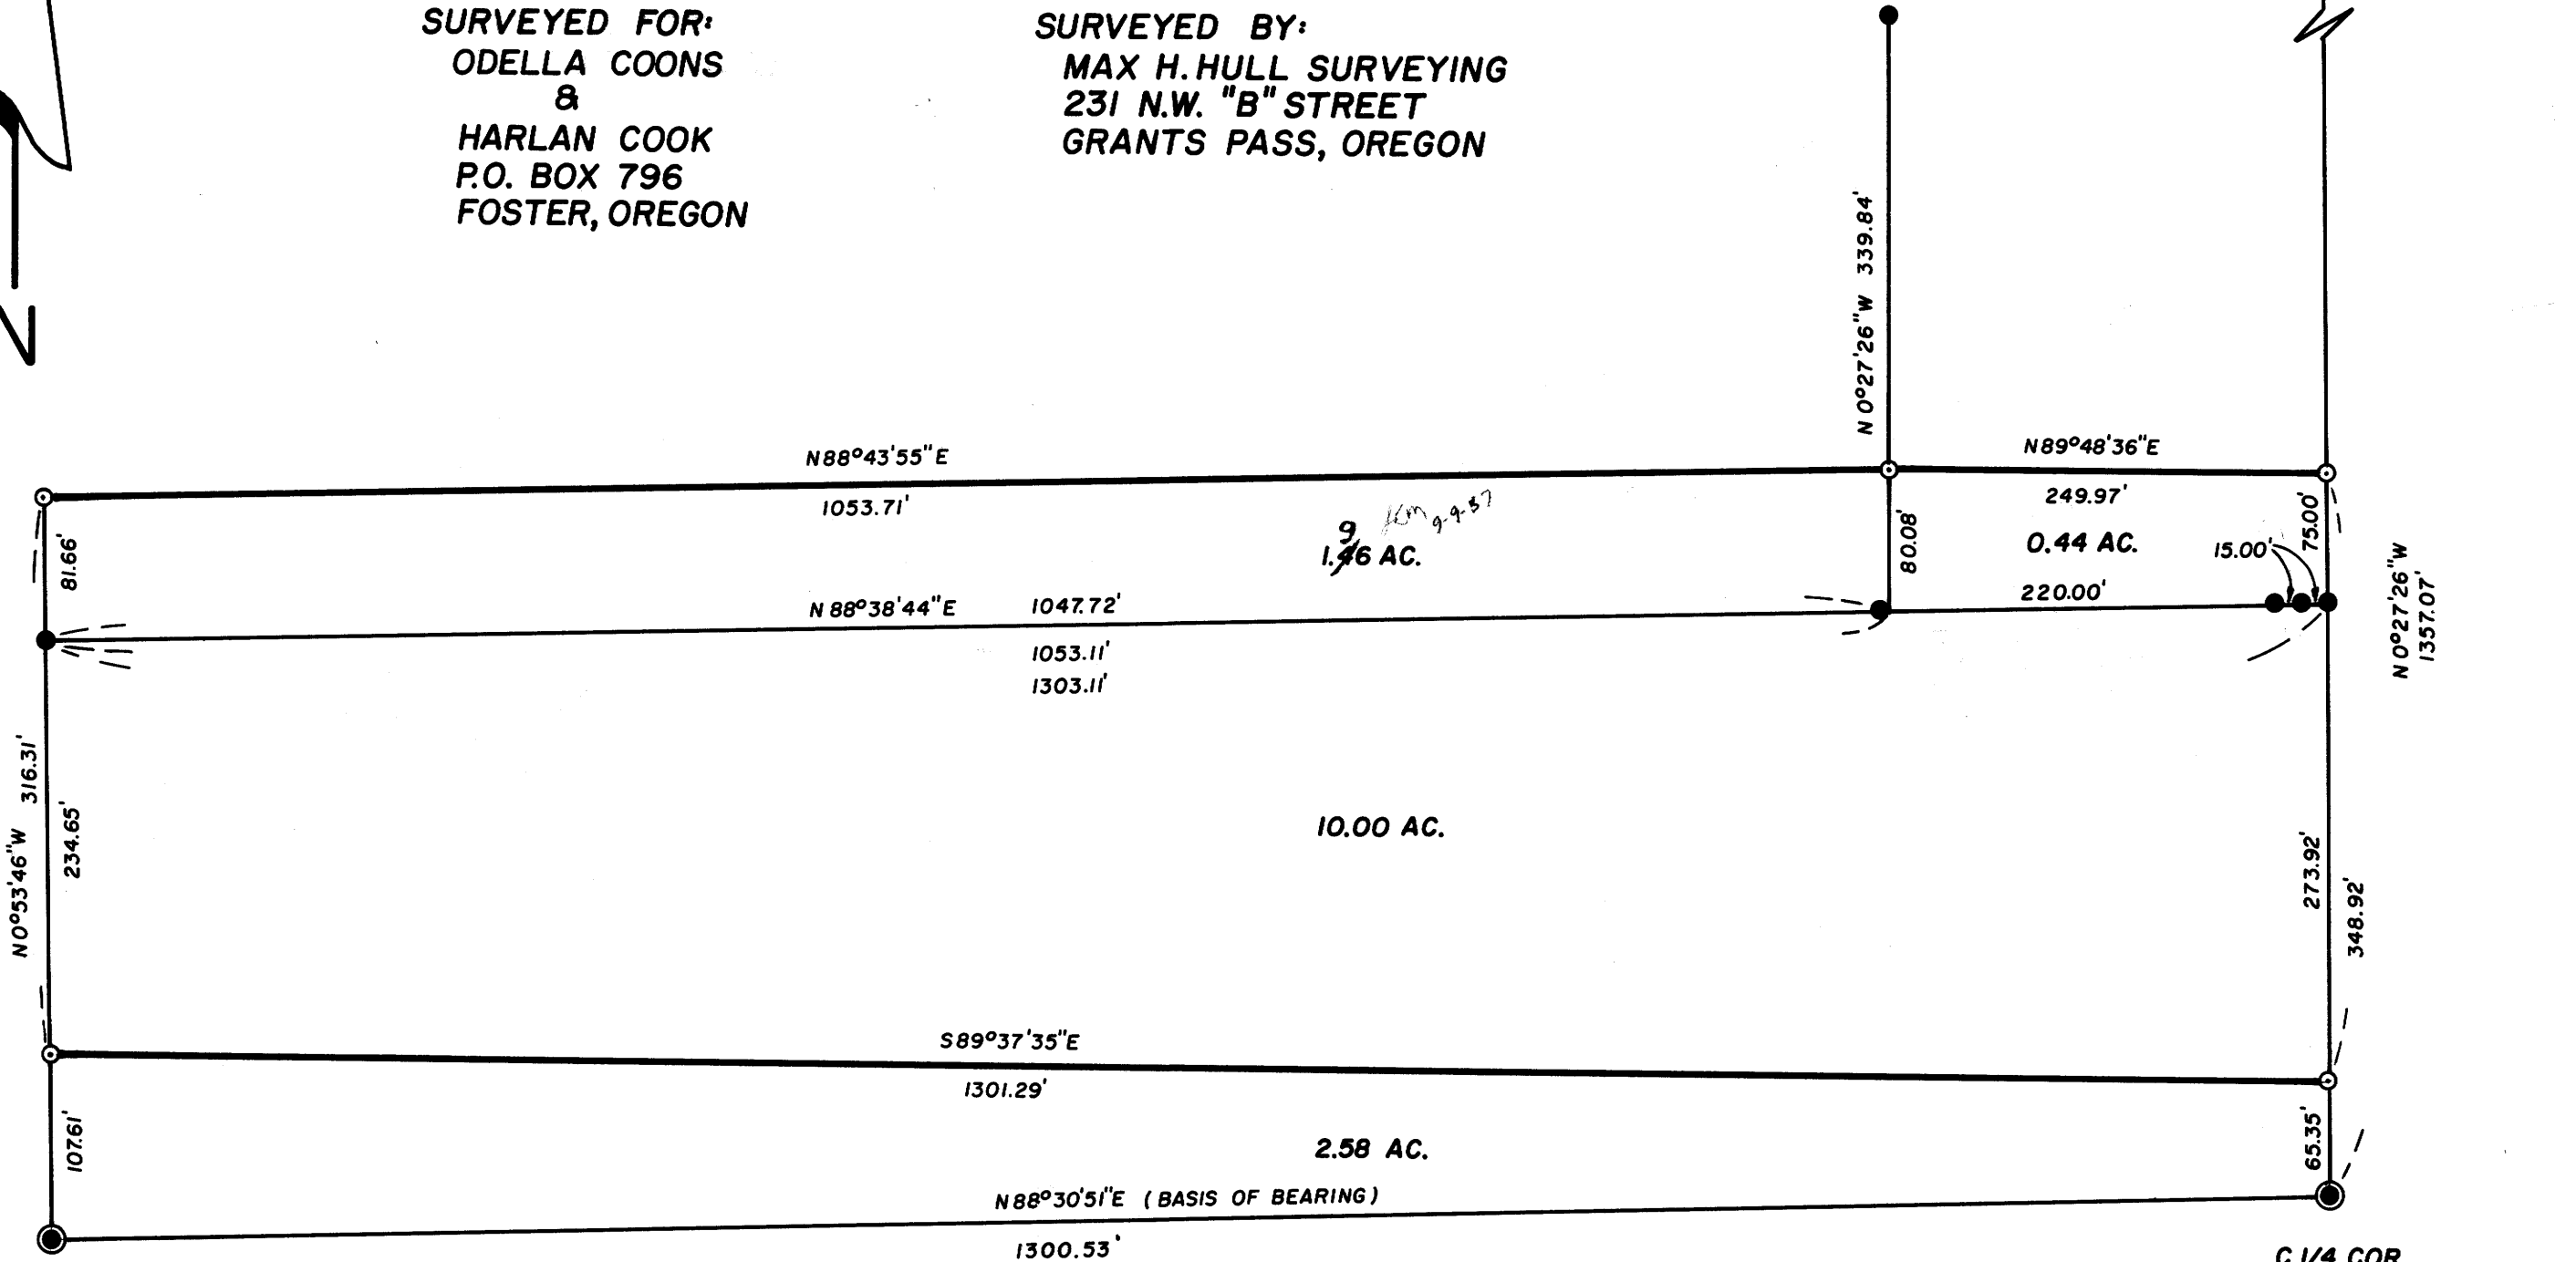 SURVEYED FOR:
ODELLA COONS
&
HARLAN COOK
P.O. BOX 796
FOSTER, OREGON
SURVEYED BY:
MAX H. HULL SURVEYING
231 N.W. "B" STREET
GRANTS PASS, OREGON
N 0°27'26"W 339.84'
N88°43'55"E
1053.71'
N89°48'36"E
249.97'
81.66'
9
9-9-87
1.46 AC.
80.08'
0.44 AC.
15.00'
75.00'
220.00'
N 88°38'44"E 1047.72'
1053.11'
1303.11'
N 0°27'26"W
1357.07'
N0°53'46"W 316.31'
234.65'
10.00 AC.
273.92'
348.92'
S89°37'35"E
1301.29'
107.61'
2.58 AC.
65.35'
N88°30'51"E (BASIS OF BEARING)
1300.53'
C 1/4 COR
N